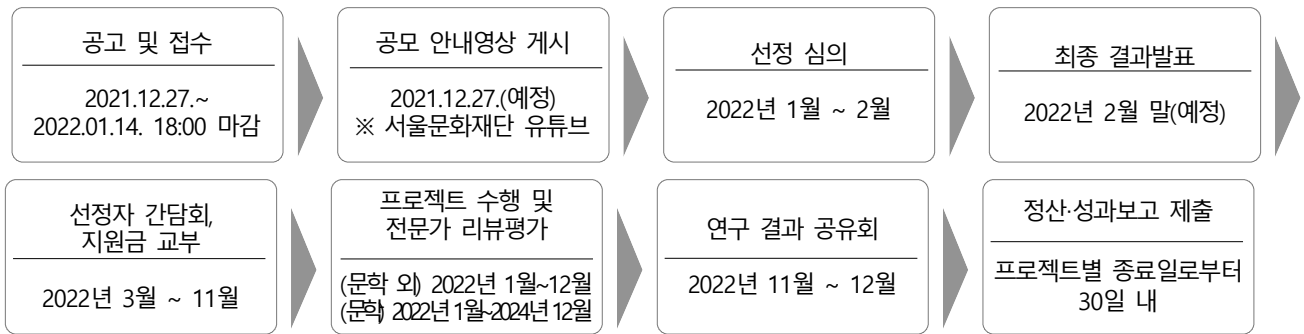 공고 및 접수
2021.12.27.~
2022.01.14. 18:00 마감
공모 안내영상 게시
2021.12.27.(예정)
※ 서울문화재단 유튜브
선정 심의
2022년 1월 ~ 2월
최종 결과발표
2022년 2월 말(예정)
선정자 간담회,
지원금 교부
2022년 3월 ~ 11월
프로젝트 수행 및
전문가 리뷰평가
(문학 외) 2022년 1월~12월
(문학) 2022년 1월~2024년 12월
연구 결과 공유회
2022년 11월 ~ 12월
정산·성과보고 제출
프로젝트별 종료일로부터
30일 내